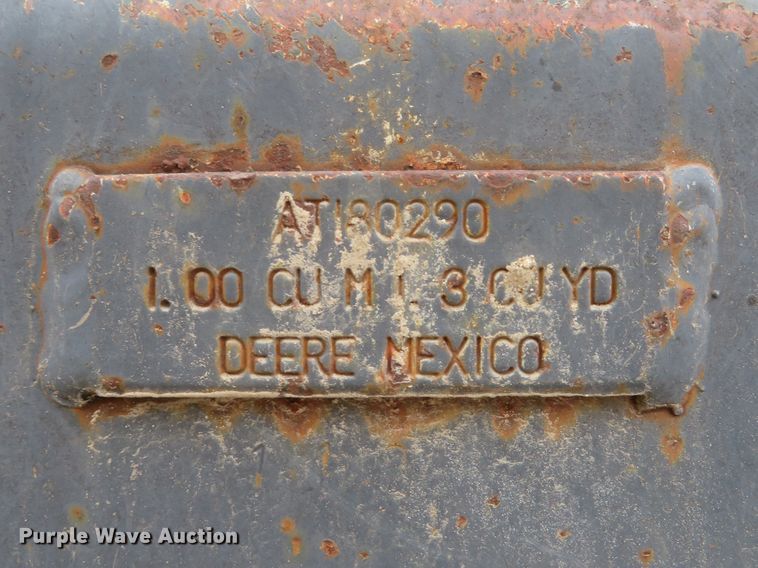 AT180290
1.00 CU M 1.3 CU YD
DEERE MEXICO
Purple Wave Auction